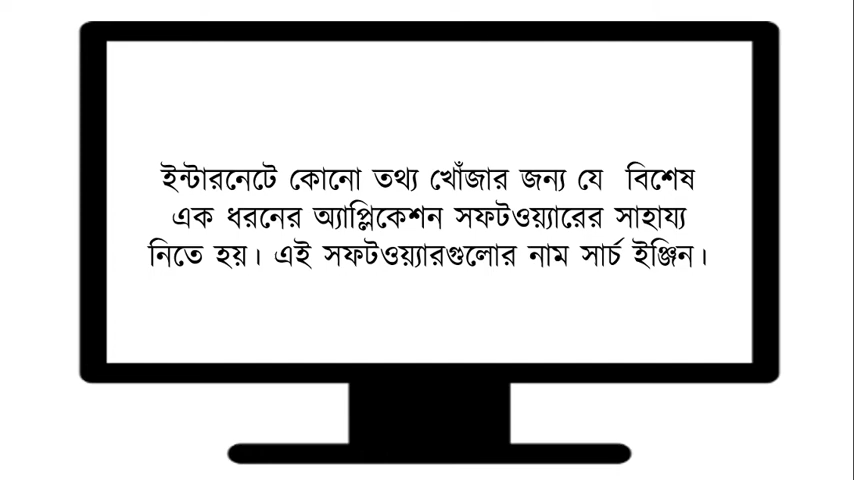 ইন্টারনেটে কোনো তথ্য খোঁজার জন্য যে বিশেষ
এক ধরনের অ্যাপ্লিকেশন সফটওয়্যারের সাহায্য
নিতে হয়। এই সফটওয়্যারগুলোর নাম সার্চ ইঞ্জিন।